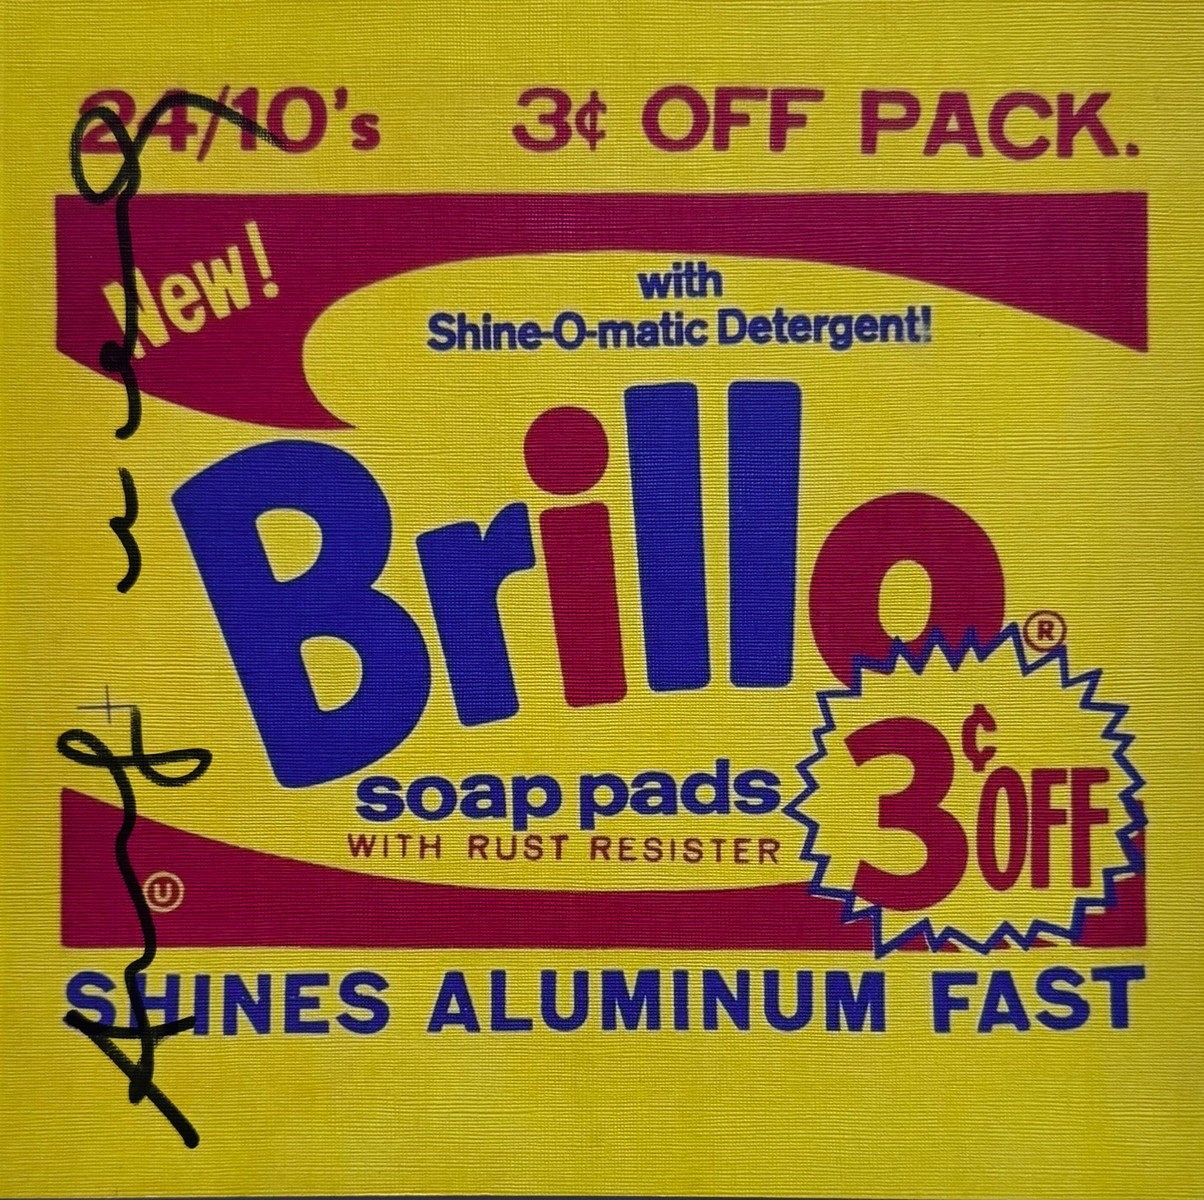 24/10's 3¢ OFF PACK.
New!
with
Shine-O-matic Detergent!
Brillo®
3¢ OFF
soap pads
WITH RUST RESISTER
Ⓤ
SHINES ALUMINUM FAST